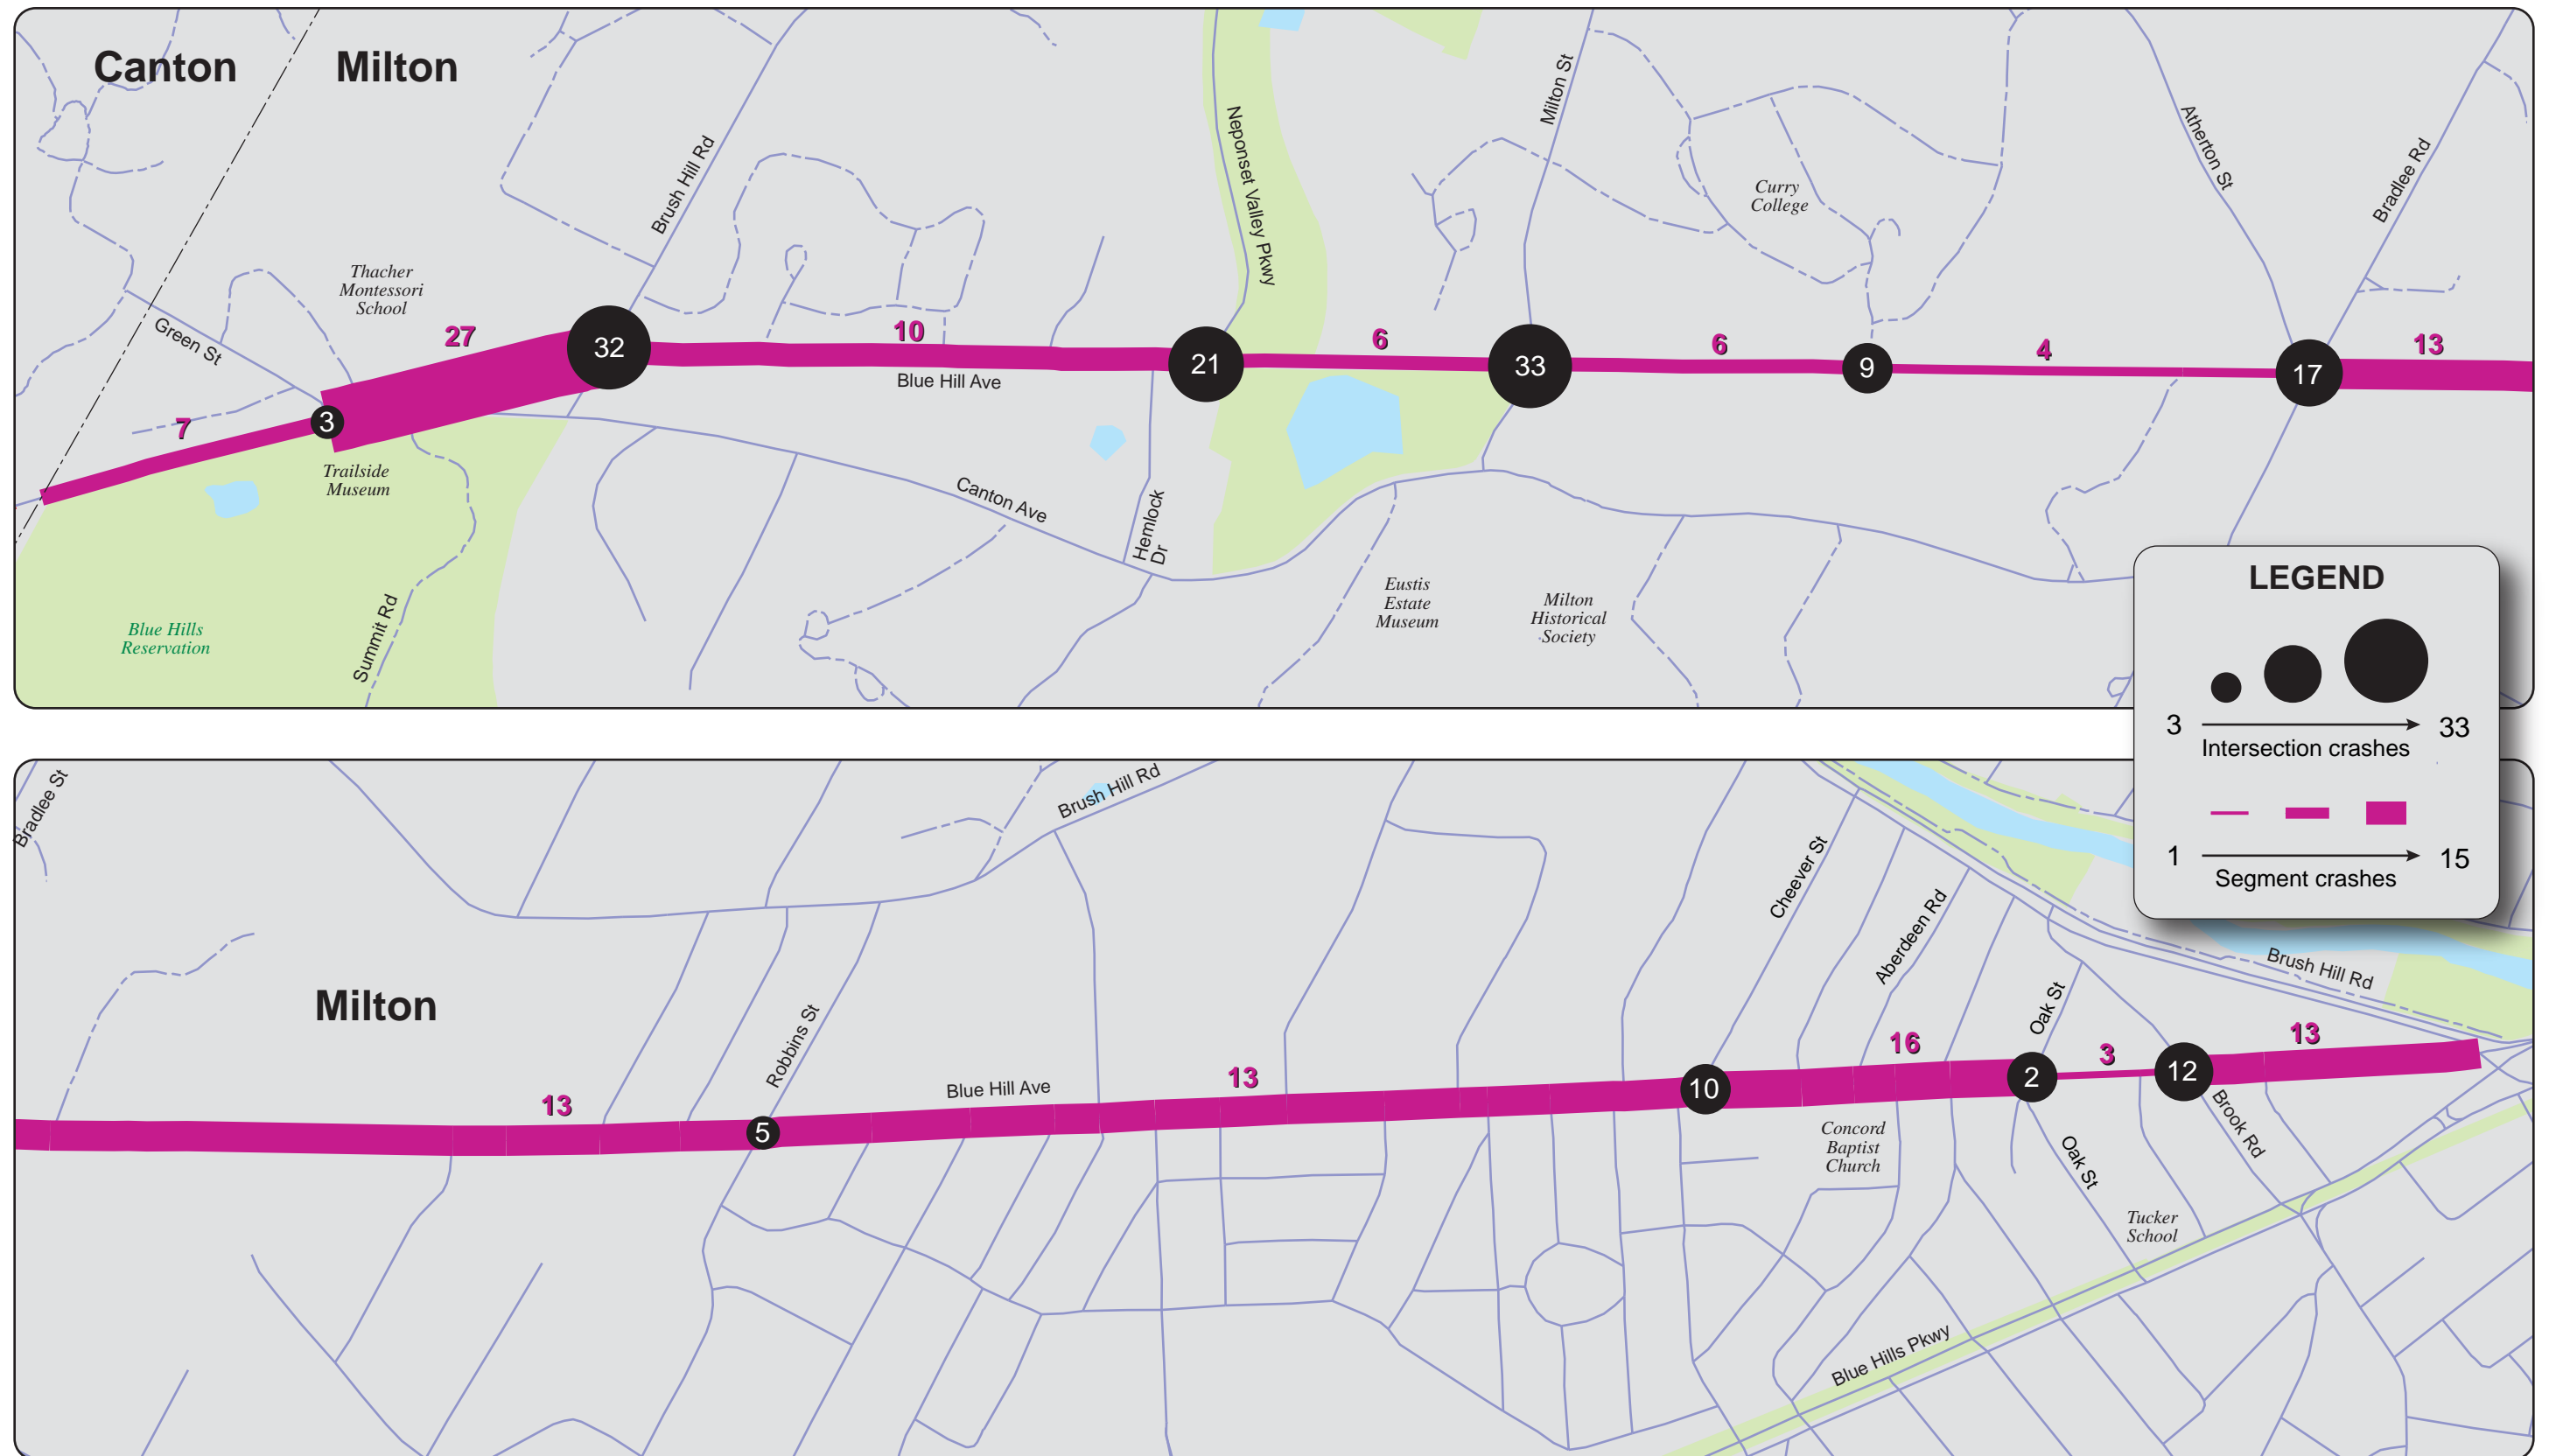 Canton
Milton
Milton St
Neponset Valley Pkwy
Brush Hill Rd
Atherton St
Bradlee Rd
Curry
College
Thacher
Montessori
School
Green St
27
32
10
21
6
33
6
9
4
17
13
Blue Hill Ave
7
3
Trailside
Museum
Canton Ave
Hemlock
Dr
Eustis
Estate
Museum
Milton
Historical
Society
Blue Hills
Reservation
Summit Rd
LEGEND
3
33
Intersection crashes
1
15
Segment crashes
Bradlee St
Brush Hill Rd
Cheever St
Aberdeen Rd
Brush Hill Rd
Milton
Robbins St
Oak St
13
5
Blue Hill Ave
13
10
16
2
3
12
13
Concord
Baptist
Church
Oak St
Brook Rd
Tucker
School
Blue Hills Pkwy